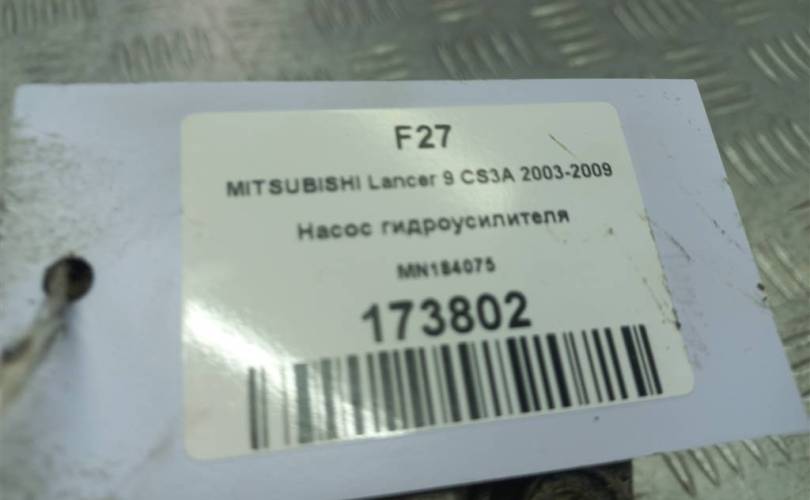 F27
MITSUBISHI Lancer 9 CS3A 2003-2009
Насос гидроусилителя
MN184075
173802